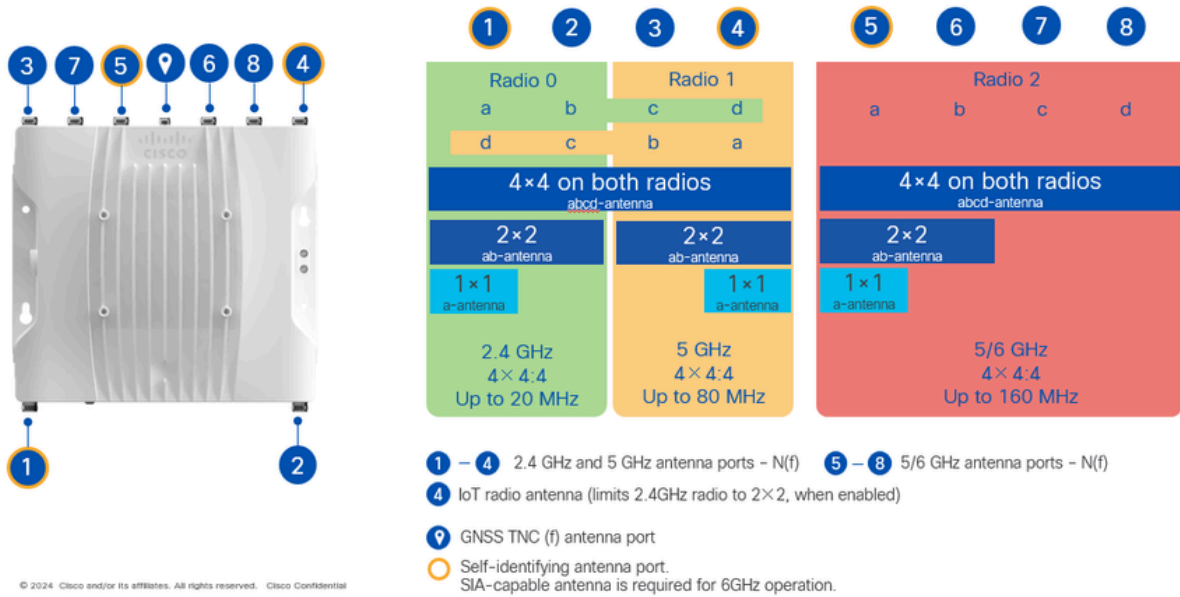 1 2 3 4 5 6 7 8
3 7 5 6 8 4
CISCO
1 2
Radio 0 Radio 1 Radio 2
a b c d a b c d
d c b a
4×4 on both radios 4×4 on both radios
abcd-antenna abcd-antenna
2×2 2×2 2×2
ab-antenna ab-antenna ab-antenna
1×1 1×1 1×1
a-antenna a-antenna a-antenna
2.4 GHz 5 GHz 5/6 GHz
4×4:4 4×4:4 4×4:4
Up to 20 MHz Up to 80 MHz Up to 160 MHz
1 – 4 2.4 GHz and 5 GHz antenna ports – N(f) 5 – 8 5/6 GHz antenna ports – N(f)
4 IoT radio antenna (limits 2.4GHz radio to 2×2, when enabled)
GNSS TNC (f) antenna port
Self-identifying antenna port.
SIA-capable antenna is required for 6GHz operation.
© 2024 Cisco and/or its affiliates. All rights reserved. Cisco Confidential